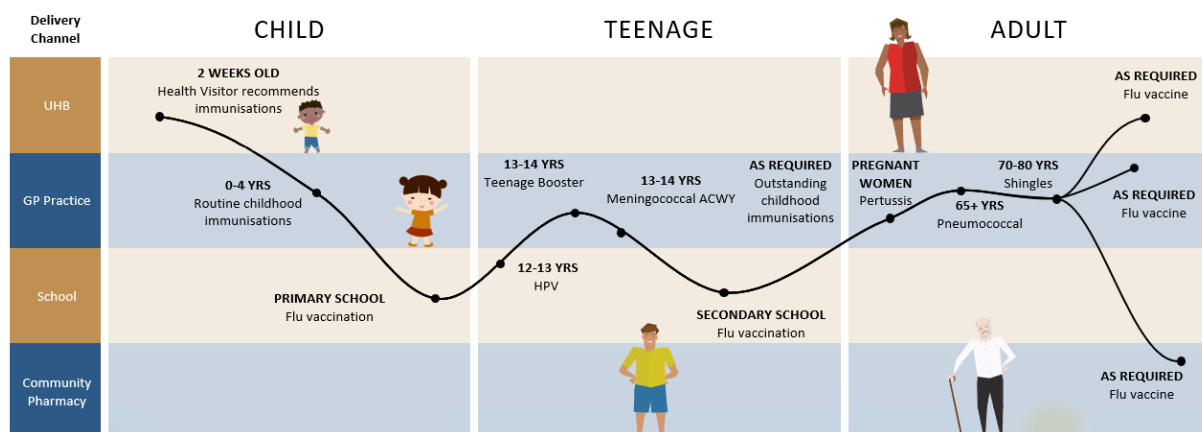 Delivery
Channel
CHILD
TEENAGE
ADULT
UHB
2 WEEKS OLD
Health Visitor recommends
immunisations
AS REQUIRED
Flu vaccine
GP Practice
0-4 YRS
Routine childhood
immunisations
13-14 YRS
Teenage Booster
13-14 YRS
Meningococcal ACWY
AS REQUIRED
Outstanding
childhood
immunisations
PREGNANT
WOMEN
Pertussis
65+ YRS
Pneumococcal
70-80 YRS
Shingles
AS REQUIRED
Flu vaccine
School
PRIMARY SCHOOL
Flu vaccination
12-13 YRS
HPV
SECONDARY SCHOOL
Flu vaccination
Community
Pharmacy
AS REQUIRED
Flu vaccine